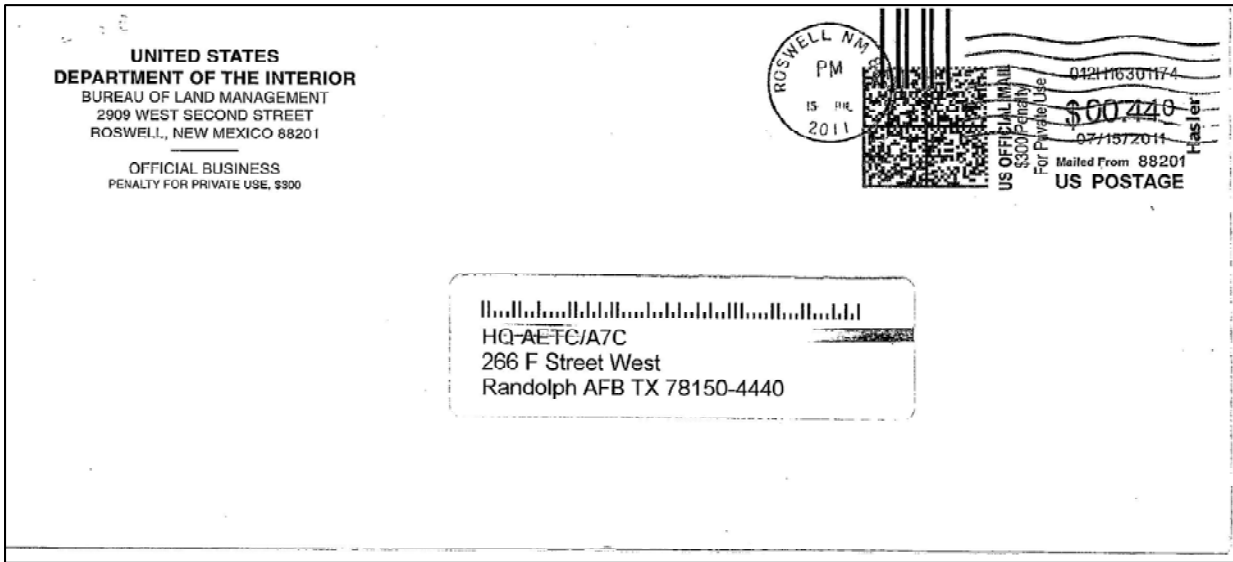 UNITED STATES
DEPARTMENT OF THE INTERIOR
BUREAU OF LAND MANAGEMENT
2909 WEST SECOND STREET
ROSWELL, NEW MEXICO 88201
OFFICIAL BUSINESS
PENALTY FOR PRIVATE USE, $300
ROSWELL NM
PM
15
2011
US OFFICIAL MAIL
$300 Penalty
For Private Use
012H16301174
$00.440
07/15/2011
Mailed From 88201
US POSTAGE
Hasler
HQ AETC/A7C
266 F Street West
Randolph AFB TX 78150-4440